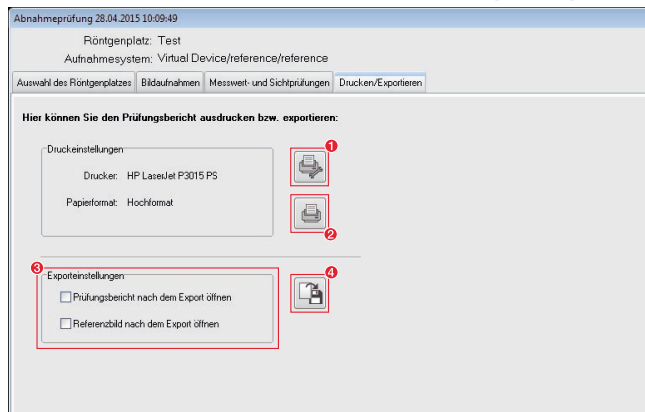 Abnahmeprüfung 28.04.2015 10:09:49
Röntgenplatz: Test
Aufnahmesystem: Virtual Device/reference/reference
Auswahl des Röntgenplatzes Bildaufnahmen Messwert- und Sichtprüfungen Drucken/Exportieren
Hier können Sie den Prüfungsbericht ausdrucken bzw. exportieren:
Druckeinstellungen 1
Drucker: HP LaserJet P3015 PS
Papierformat: Hochformat
2
3 Exporteinstellungen 4
Prüfungsbericht nach dem Export öffnen
Referenzbild nach dem Export öffnen